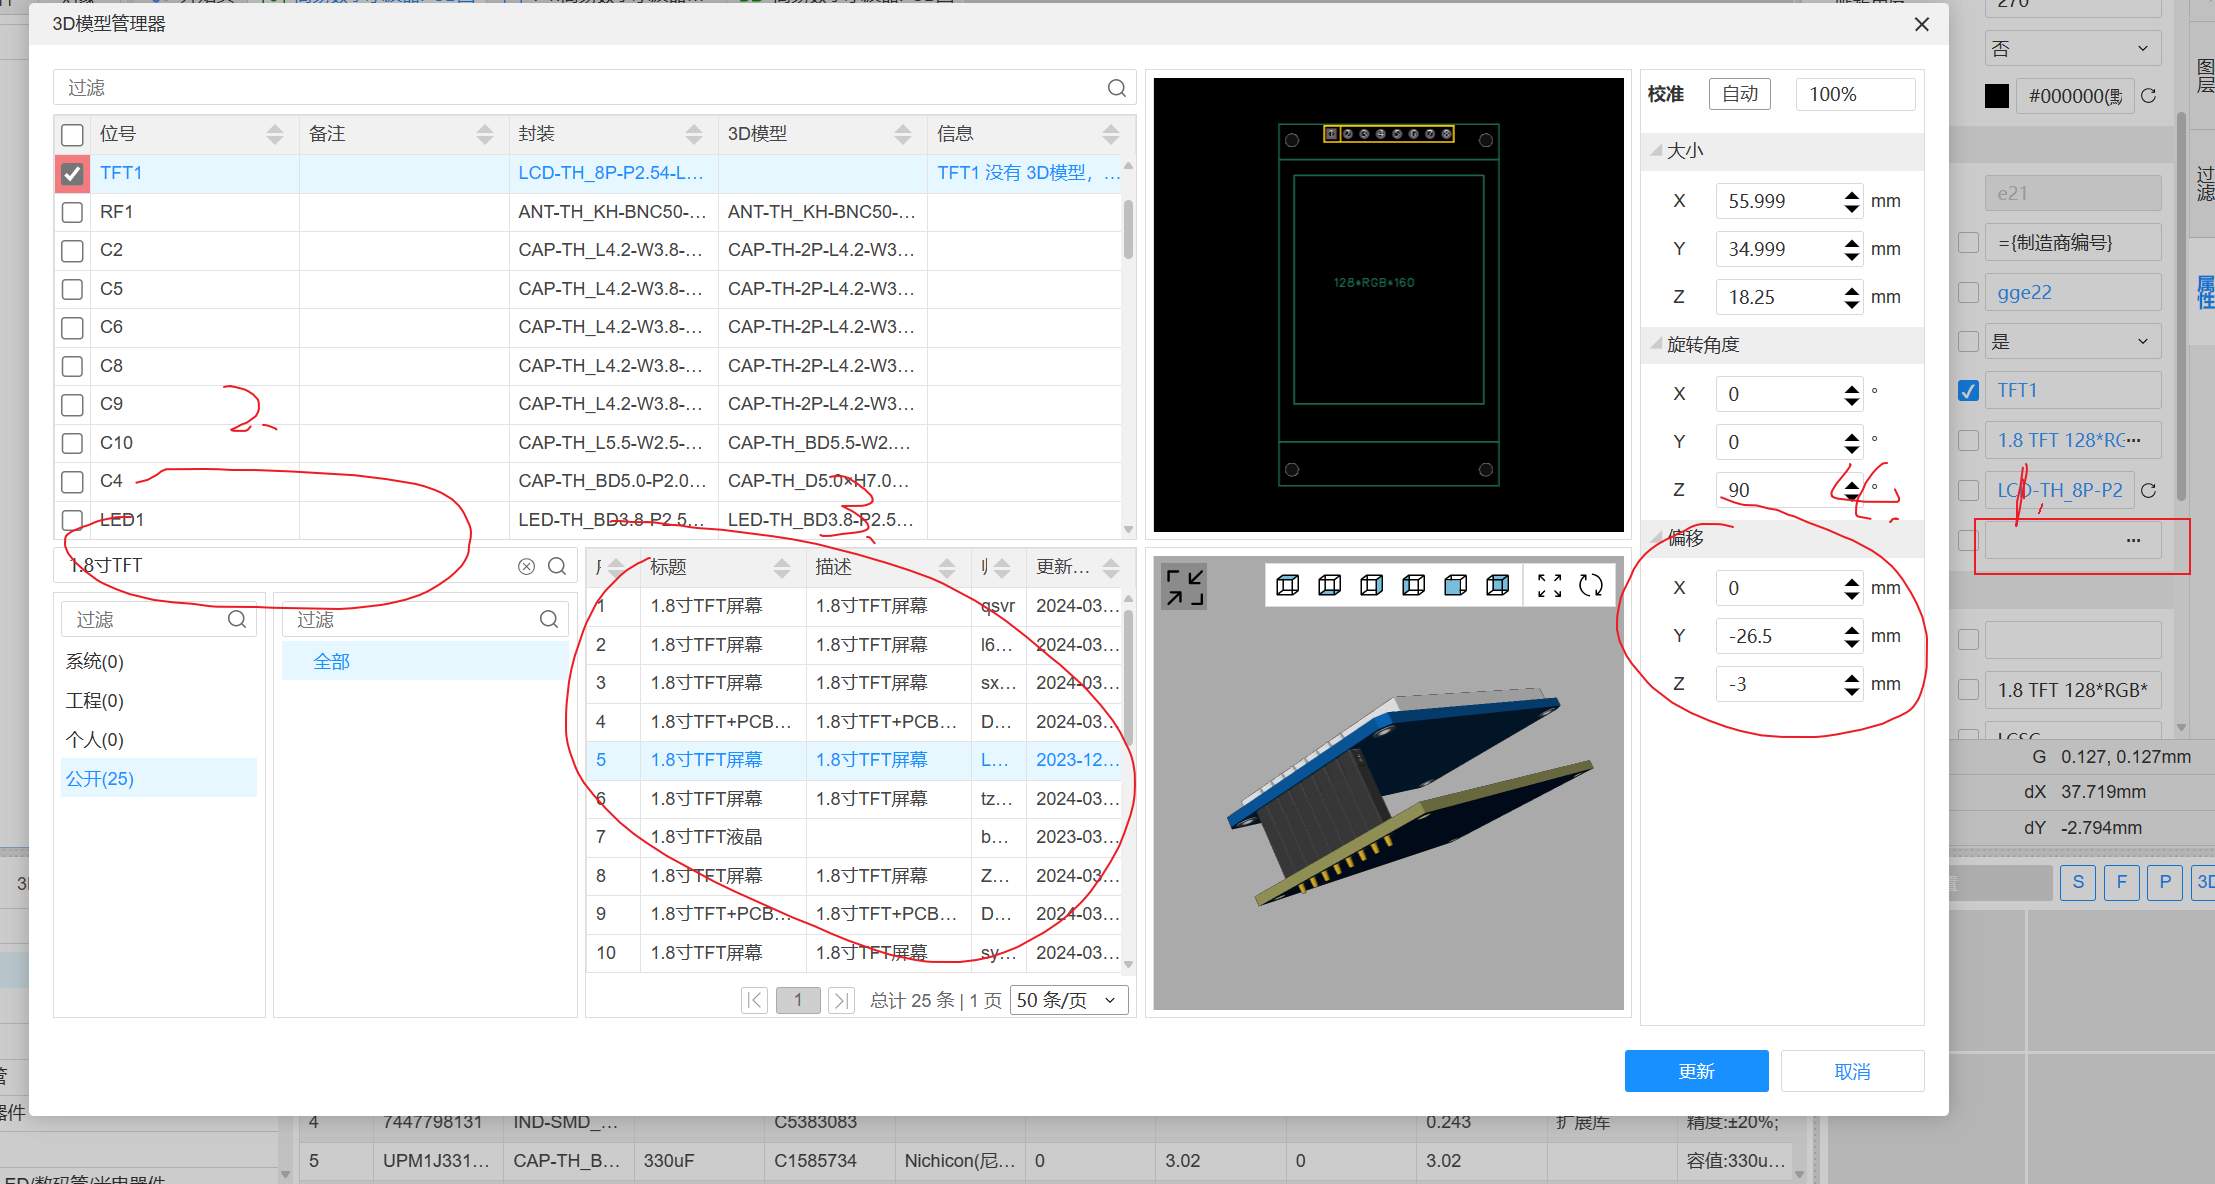 3D模型管理器
过滤
位号 备注 封装 3D模型 信息
TFT1 LCD-TH_8P-P2.54-L... TFT1 没有 3D模型, ...
RF1 ANT-TH_KH-BNC50-... ANT-TH_KH-BNC50-...
C2 CAP-TH_L4.2-W3.8-... CAP-TH-2P-L4.2-W3...
C5 CAP-TH_L4.2-W3.8-... CAP-TH-2P-L4.2-W3...
C6 CAP-TH_L4.2-W3.8-... CAP-TH-2P-L4.2-W3...
C8 CAP-TH_L4.2-W3.8-... CAP-TH-2P-L4.2-W3...
C9 CAP-TH_L4.2-W3.8-... CAP-TH-2P-L4.2-W3...
C10 CAP-TH_L5.5-W2.5-... CAP-TH_BD5.5-W2....
C4 CAP-TH_BD5.0-P2.0... CAP-TH_D5.0×H7.0...
LED1 LED-TH_BD3.8-P2.5... LED-TH_BD3.8-P2.5...
2.
3.
4.
1.
1.8寸TFT
过滤
系统(0)
工程(0)
个人(0)
公开(25)
过滤
全部
标题 描述 更新...
1 1.8寸TFT屏幕 1.8寸TFT屏幕 qsvr 2024-03...
2 1.8寸TFT屏幕 1.8寸TFT屏幕 l6... 2024-03...
3 1.8寸TFT屏幕 1.8寸TFT屏幕 sx... 2024-03...
4 1.8寸TFT+PCB... 1.8寸TFT+PCB... D... 2024-03...
5 1.8寸TFT屏幕 1.8寸TFT屏幕 L... 2023-12...
6 1.8寸TFT屏幕 1.8寸TFT屏幕 tz... 2024-03...
7 1.8寸TFT液晶 b... 2023-03...
8 1.8寸TFT屏幕 1.8寸TFT屏幕 Z... 2024-03...
9 1.8寸TFT+PCB... 1.8寸TFT+PCB... D... 2024-03...
10 1.8寸TFT屏幕 1.8寸TFT屏幕 sy... 2024-03...
1 总计 25 条 | 1 页 50 条/页
1 2 3 4 5 6 7 8
128*RGB*160
校准 自动 100%
大小
X 55.999 mm
Y 34.999 mm
Z 18.25 mm
旋转角度
X 0 °
Y 0 °
Z 90 °
偏移
X 0 mm
Y -26.5 mm
Z -3 mm
更新 取消
270
否
#000000(默
e21
={制造商编号}
gge22
是
TFT1
1.8 TFT 128*RG...
LCD-TH_8P-P2
...
1.8 TFT 128*RGB*
LCSC
G 0.127, 0.127mm
dX 37.719mm
dY -2.794mm
S F P 3D
图层
过滤
属性
4 7447798131 IND-SMD_... C5383083 0.243 扩展库 精度:±20%;
5 UPM1J331... CAP-TH_B... 330uF C1585734 Nichicon(尼... 0 3.02 0 3.02 容值:330u...
管
器件
ED/数码管/光电器件